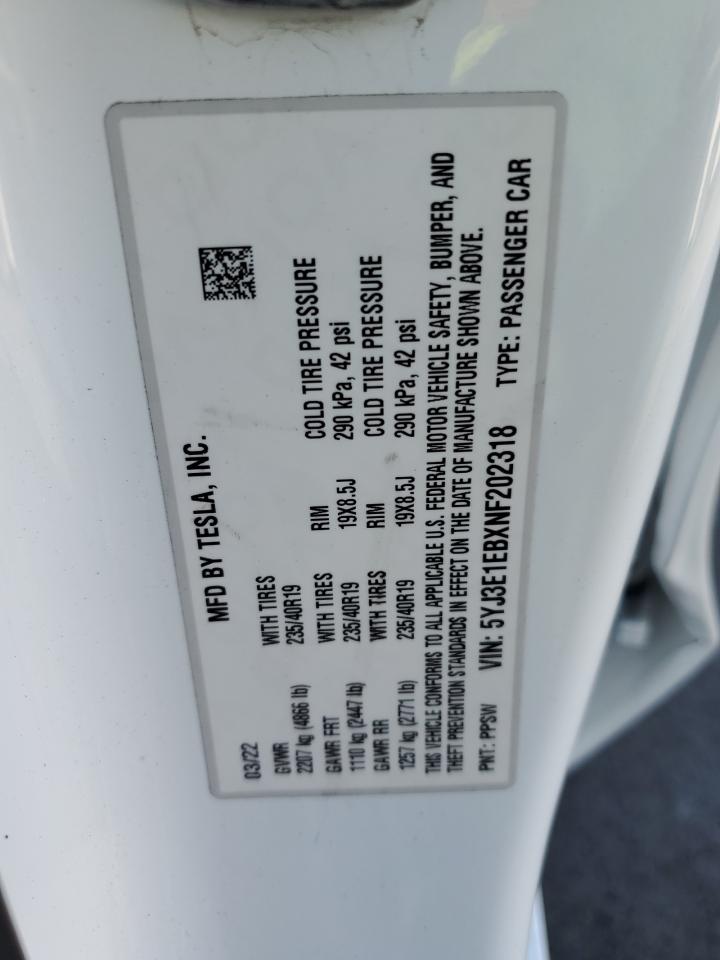 MFD BY TESLA, INC.
03/22
GVWR WITH TIRES
2207 kg (4866 lb) 235/40R19
GAWR FRT WITH TIRES RIM COLD TIRE PRESSURE
1110 kg (2447 lb) 235/40R19 19X8.5J 290 kPa, 42 psi
GAWR RR WITH TIRES RIM COLD TIRE PRESSURE
1257 kg (2771 lb) 235/40R19 19X8.5J 290 kPa, 42 psi
THIS VEHICLE CONFORMS TO ALL APPLICABLE U.S. FEDERAL MOTOR VEHICLE SAFETY, BUMPER, AND
THEFT PREVENTION STANDARDS IN EFFECT ON THE DATE OF MANUFACTURE SHOWN ABOVE.
PNT: PPSW VIN: 5YJ3E1EBXNF202318 TYPE: PASSENGER CAR